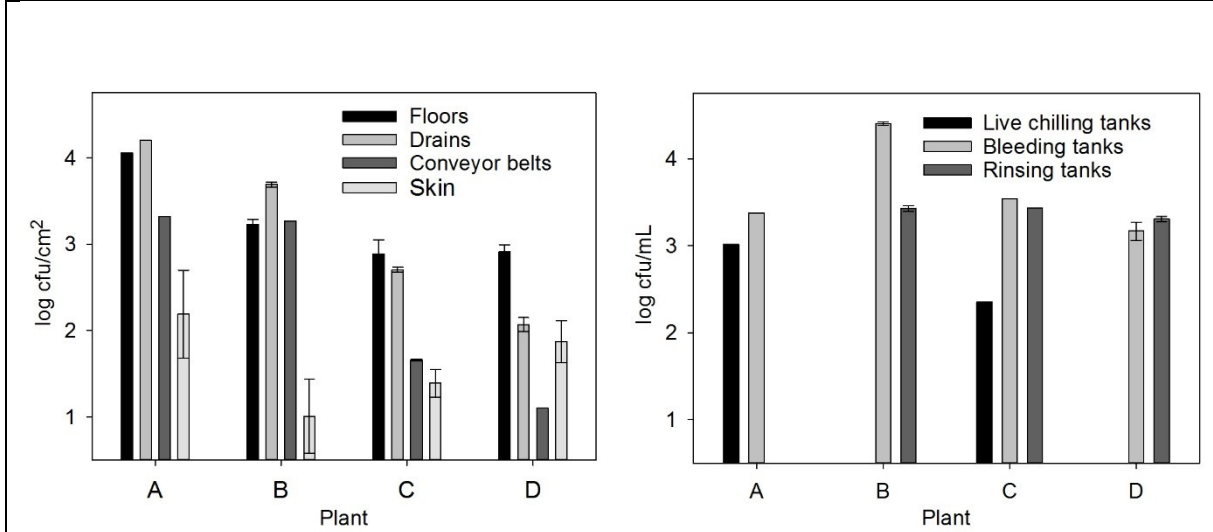 Floors
Drains
Conveyor belts
Skin
4
3
2
1
log cfu/cm²
A B C D
Plant
Live chilling tanks
Bleeding tanks
Rinsing tanks
4
3
2
1
log cfu/mL
A B C D
Plant